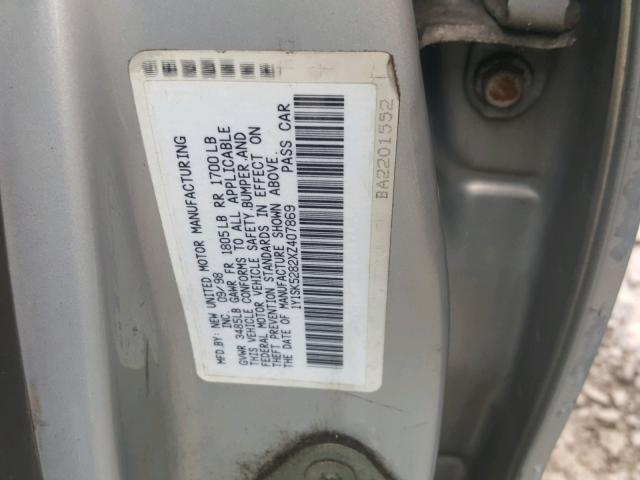 MFD.BY: NEW UNITED MOTOR MANUFACTURING
INC. 09/98
GVWR 3485LB GAWR FR 1805LB RR 1700LB
THIS VEHICLE CONFORMS TO ALL APPLICABLE
FEDERAL MOTOR VEHICLE SAFETY,BUMPER,AND
THEFT PREVENTION STANDARDS IN EFFECT ON
THE DATE OF MANUFACTURE SHOWN ABOVE.
1Y1SK5282XZ407869 PASS CAR
BA2201552